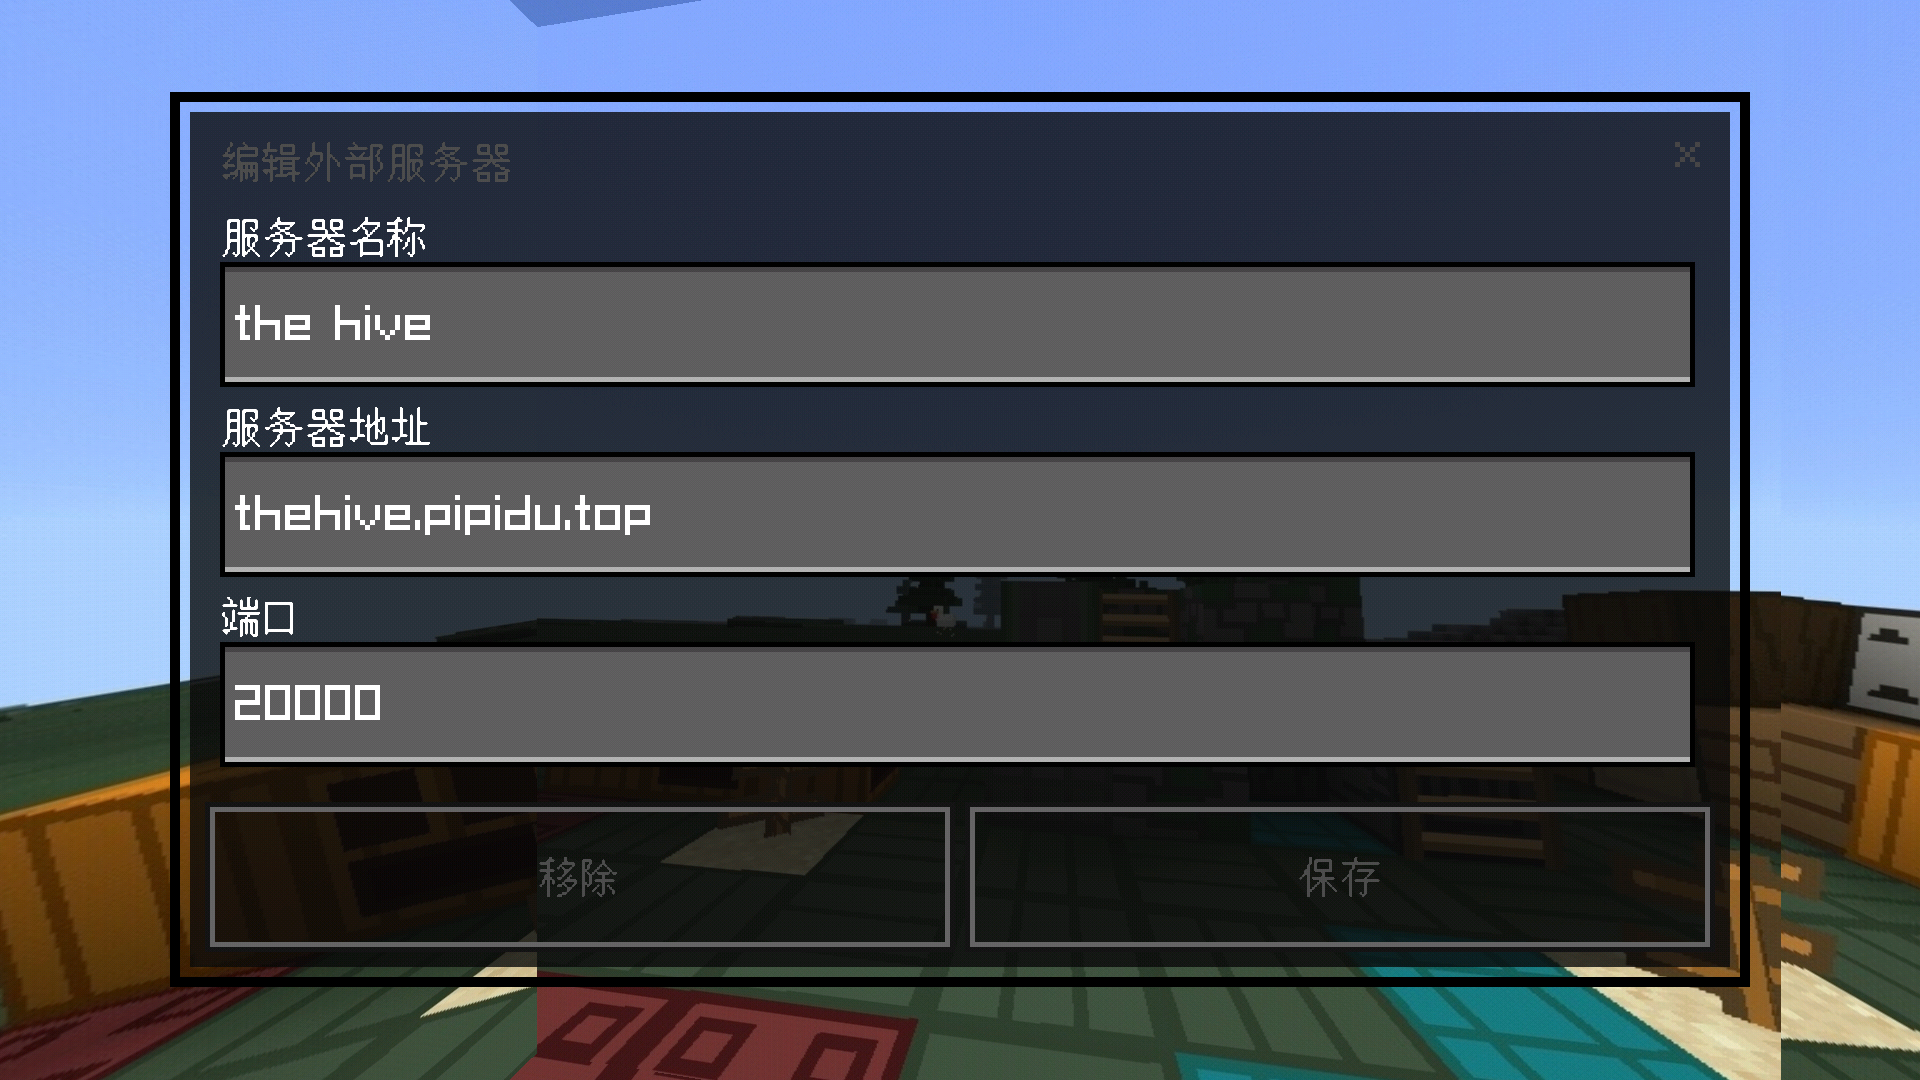 编辑外部服务器
服务器名称
the hive
服务器地址
thehive.pipidu.top
端口
20000
移除
保存